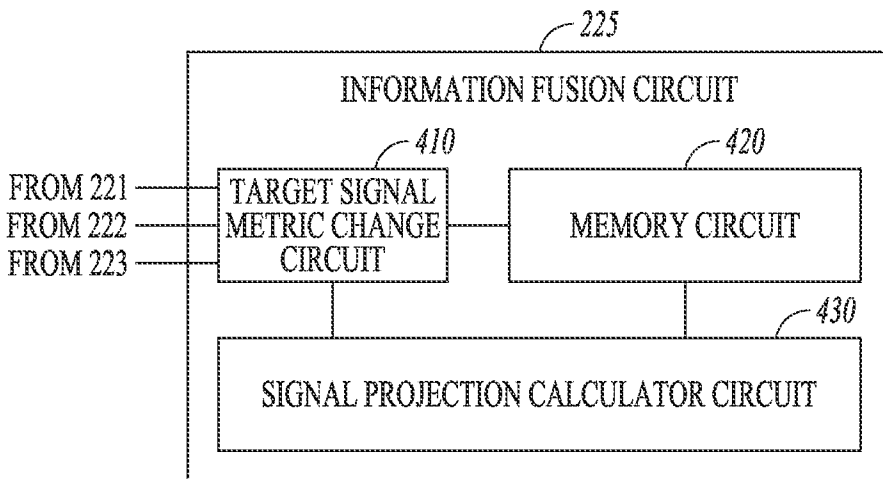 225
INFORMATION FUSION CIRCUIT
410
420
FROM 221
FROM 222
FROM 223
TARGET SIGNAL
METRIC CHANGE
CIRCUIT
MEMORY CIRCUIT
430
SIGNAL PROJECTION CALCULATOR CIRCUIT